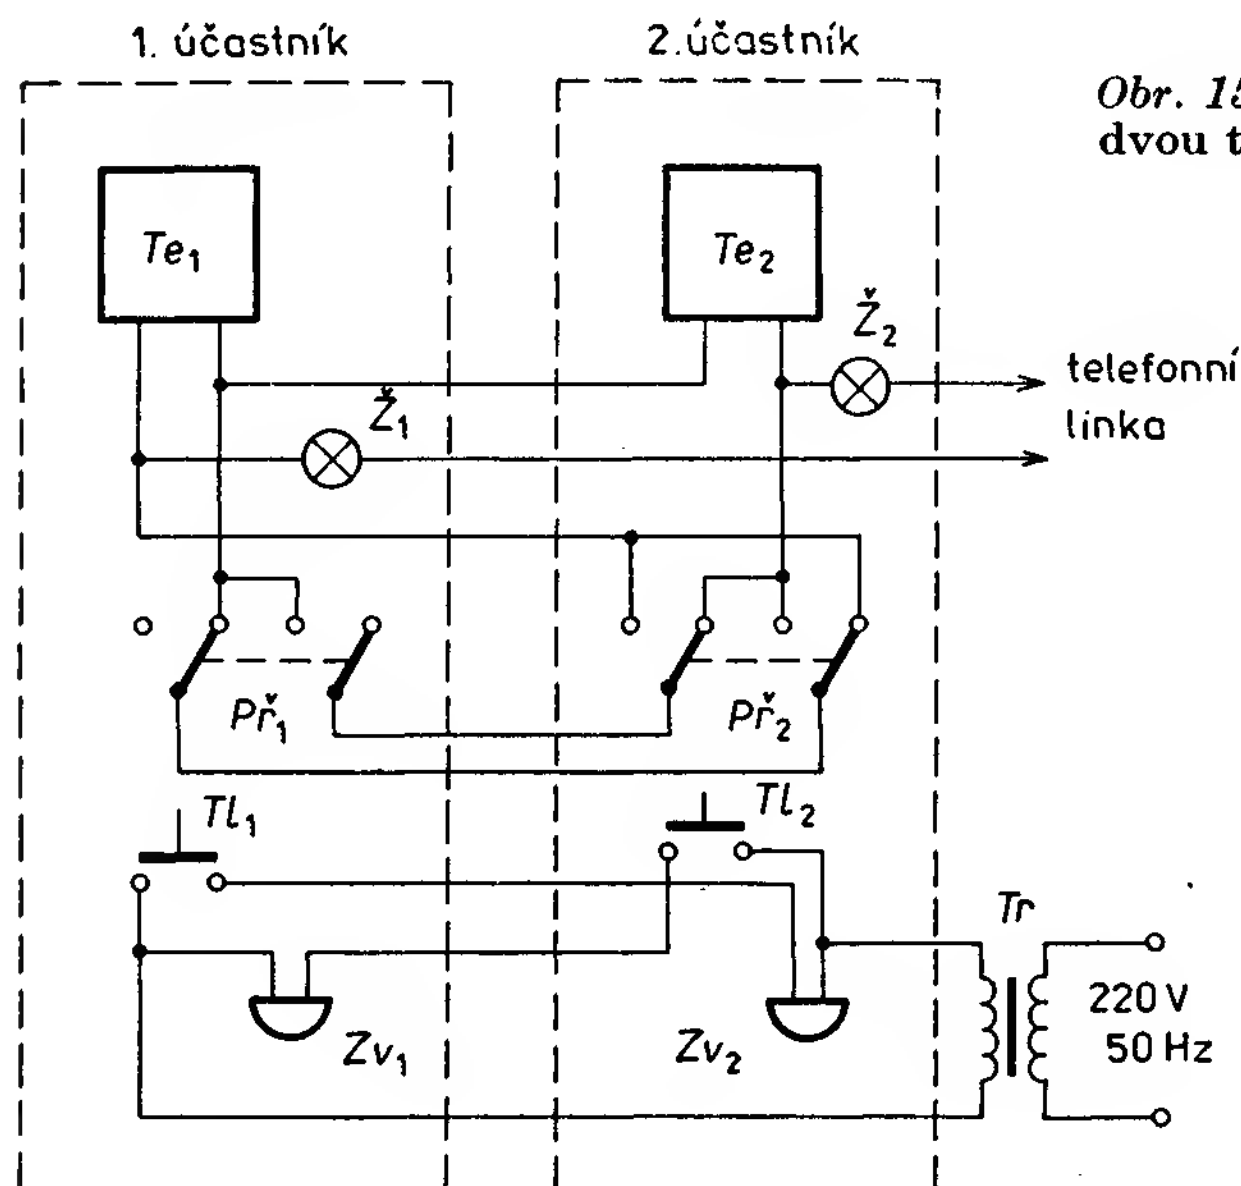 1. účastník
2. účastník
Obr. 15
dvou t
Te1
Te2
Ž2
telefonní
linka
Ž1
Př1
Př2
Tl1
Tl2
Tr
220 V
50 Hz
Zv1
Zv2